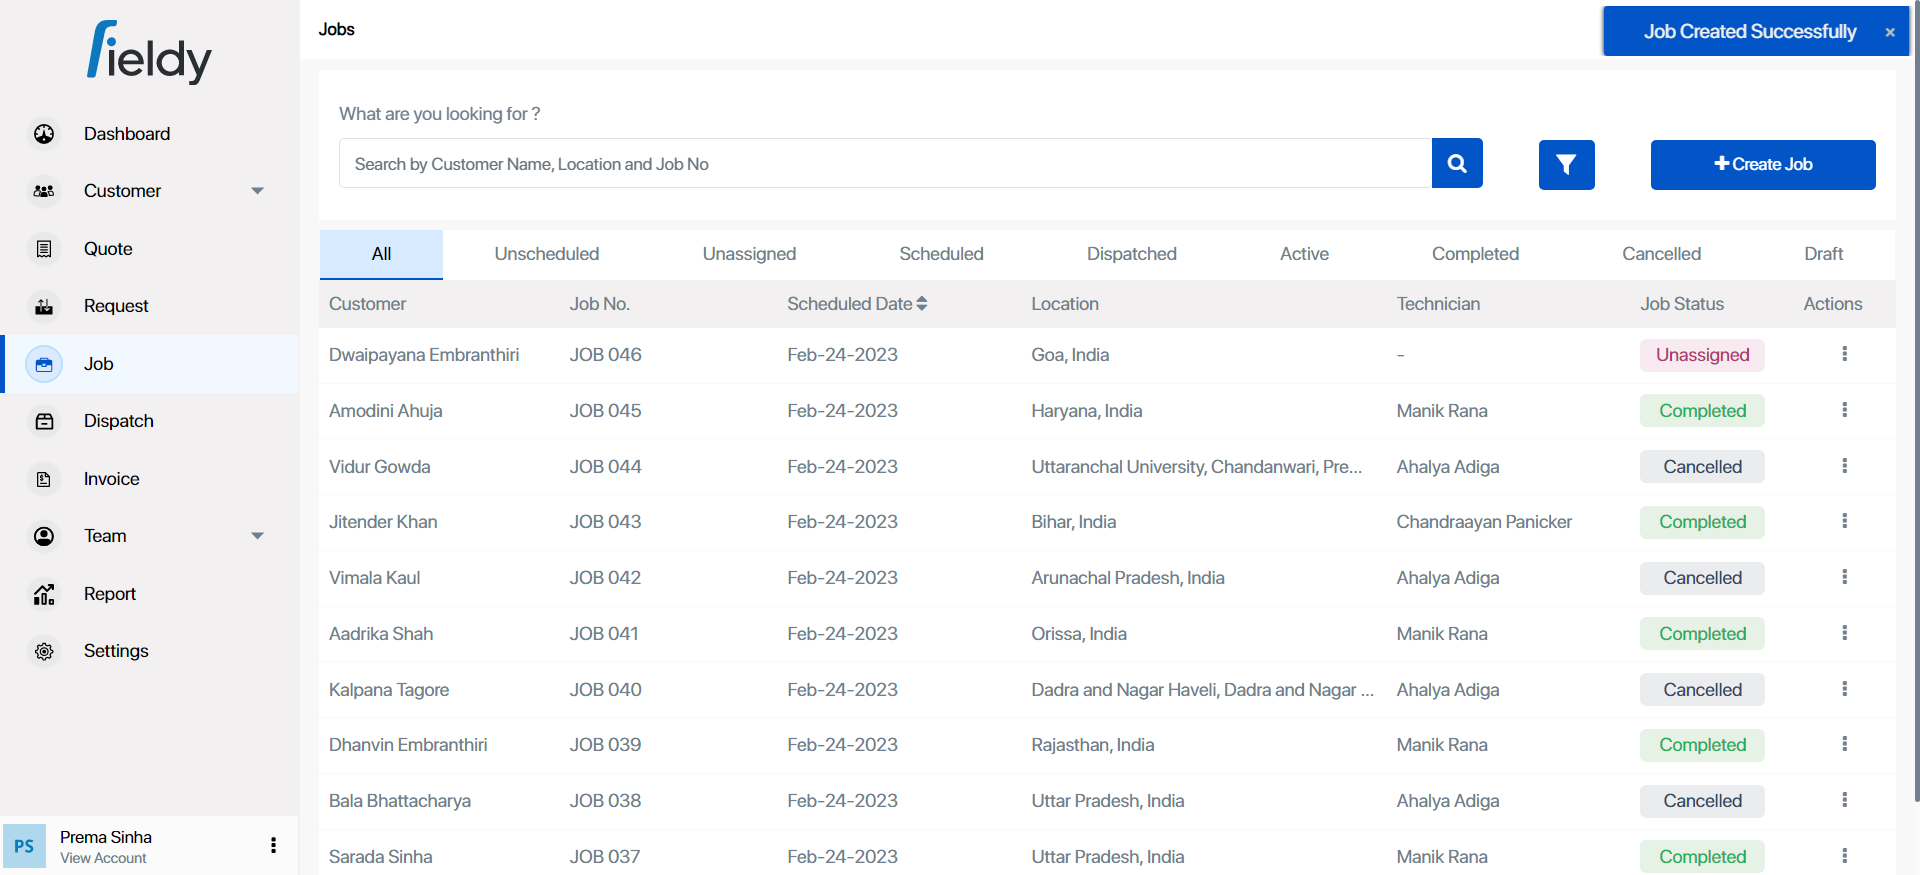 fieldy
Jobs
Job Created Successfully ×
Dashboard
Customer
Quote
Request
Job
Dispatch
Invoice
Team
Report
Settings
PS
Prema Sinha
View Account
What are you looking for ?
Search by Customer Name, Location and Job No
Create Job
All Unscheduled Unassigned Scheduled Dispatched Active Completed Cancelled Draft
Customer Job No. Scheduled Date Location Technician Job Status Actions
Dwaipayana Embranthiri JOB 046 Feb-24-2023 Goa, India - Unassigned
Amodini Ahuja JOB 045 Feb-24-2023 Haryana, India Manik Rana Completed
Vidur Gowda JOB 044 Feb-24-2023 Uttaranchal University, Chandanwari, Pre... Ahalya Adiga Cancelled
Jitender Khan JOB 043 Feb-24-2023 Bihar, India Chandraayan Panicker Completed
Vimala Kaul JOB 042 Feb-24-2023 Arunachal Pradesh, India Ahalya Adiga Cancelled
Aadrika Shah JOB 041 Feb-24-2023 Orissa, India Manik Rana Completed
Kalpana Tagore JOB 040 Feb-24-2023 Dadra and Nagar Haveli, Dadra and Nagar ... Ahalya Adiga Cancelled
Dhanvin Embranthiri JOB 039 Feb-24-2023 Rajasthan, India Manik Rana Completed
Bala Bhattacharya JOB 038 Feb-24-2023 Uttar Pradesh, India Ahalya Adiga Cancelled
Sarada Sinha JOB 037 Feb-24-2023 Uttar Pradesh, India Manik Rana Completed